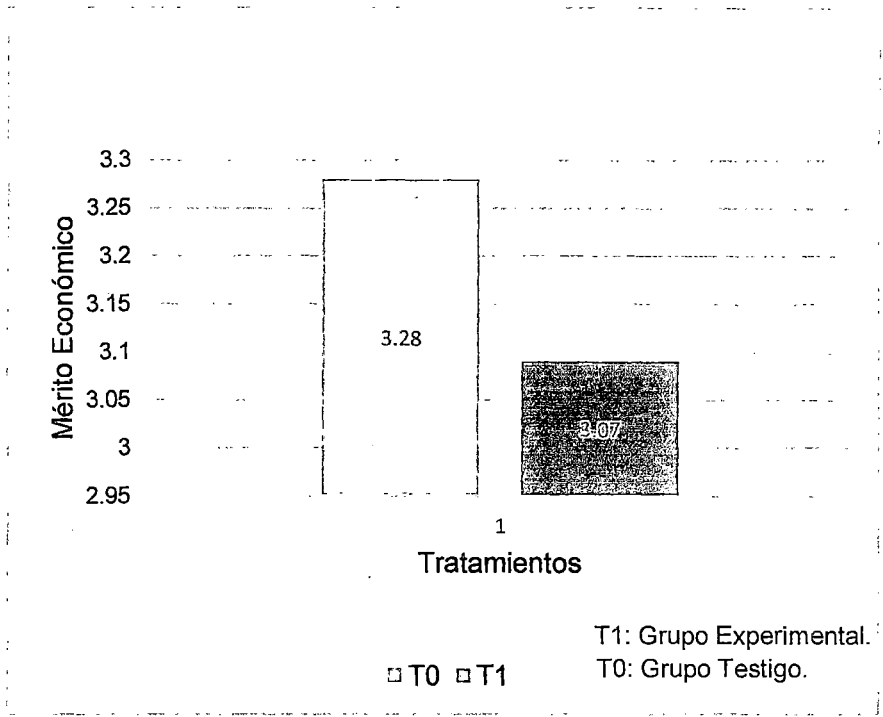 3.3
3.25
3.2
3.15
3.1
3.05
3
2.95
Mérito Económico
3.28
3.07
1
Tratamientos
T0 T1
T1: Grupo Experimental.
T0: Grupo Testigo.